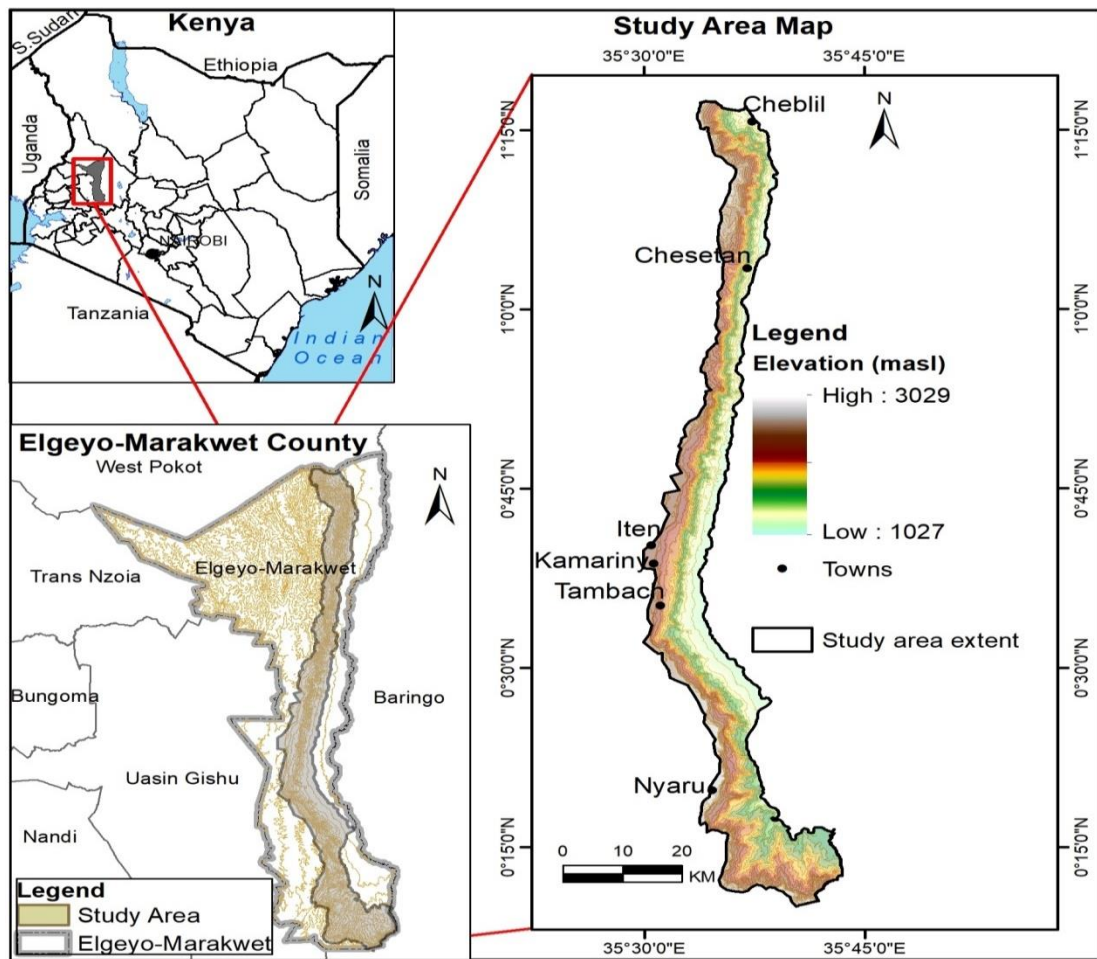 Kenya
S.Sudan
Ethiopia
Uganda
Somalia
NAIROBI
Tanzania
N
Indian
Ocean
Elgeyo-Marakwet County
West Pokot
N
Trans Nzoia
Elgeyo-Marakwet
Bungoma
Baringo
Uasin Gishu
Nandi
Legend
Study Area
Elgeyo-Marakwet
Study Area Map
35°30'0"E
35°45'0"E
1°15'0"N
1°15'0"N
1°0'0"N
1°0'0"N
0°45'0"N
0°45'0"N
0°30'0"N
0°30'0"N
0°15'0"N
0°15'0"N
Cheblil
N
Chesetan
Legend
Elevation (masl)
High : 3029
Low : 1027
Towns
Study area extent
Iten
Kamariny
Tambach
Nyaru
0 10 20
KM
35°30'0"E
35°45'0"E